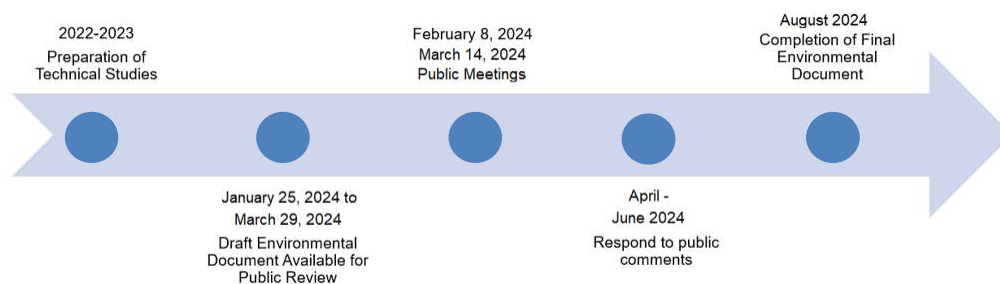 2022-2023
Preparation of
Technical Studies
January 25, 2024 to
March 29, 2024
Draft Environmental
Document Available for
Public Review
February 8, 2024
March 14, 2024
Public Meetings
April -
June 2024
Respond to public
comments
August 2024
Completion of Final
Environmental
Document